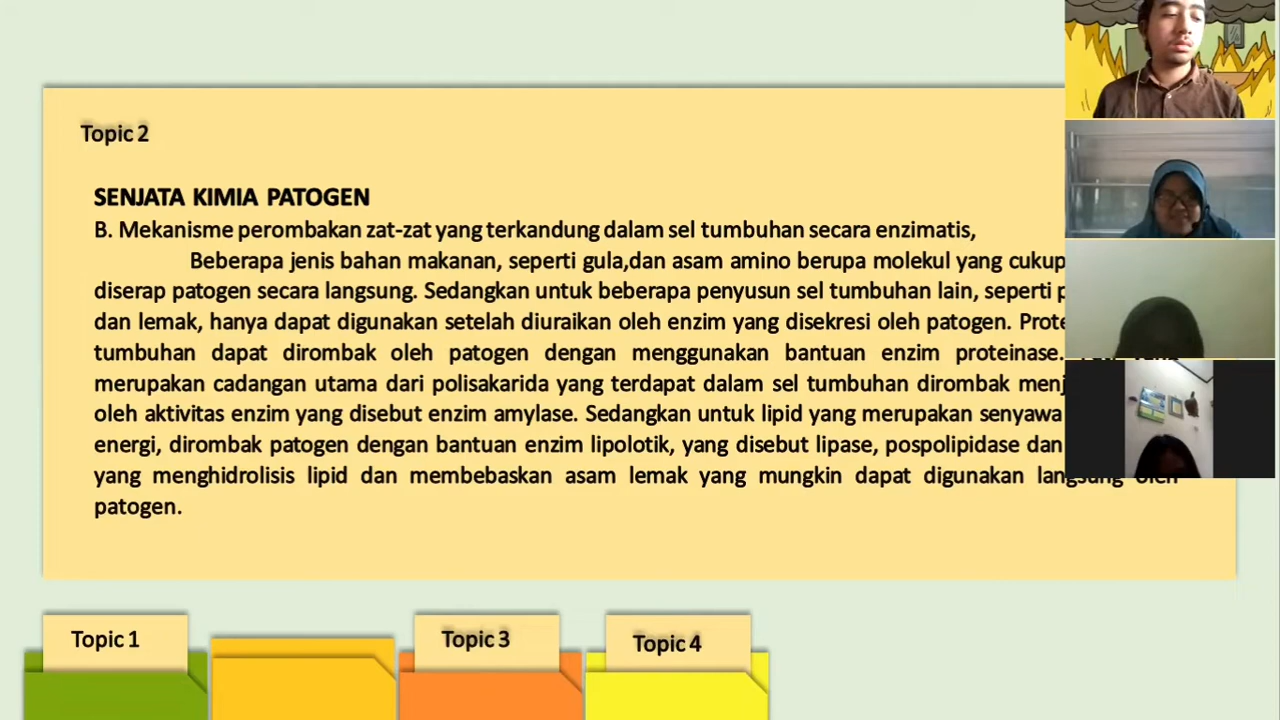 Topic 2
SENJATA KIMIA PATOGEN
B. Mekanisme perombakan zat-zat yang terkandung dalam sel tumbuhan secara enzimatis,
Beberapa jenis bahan makanan, seperti gula,dan asam amino berupa molekul yang cukup
diserap patogen secara langsung. Sedangkan untuk beberapa penyusun sel tumbuhan lain, seperti
dan lemak, hanya dapat digunakan setelah diuraikan oleh enzim yang disekresi oleh patogen.
tumbuhan dapat dirombak oleh patogen dengan menggunakan bantuan enzim proteinase.
merupakan cadangan utama dari polisakarida yang terdapat dalam sel tumbuhan dirombak
oleh aktivitas enzim yang disebut enzim amylase. Sedangkan untuk lipid yang merupakan senyawa
energi, dirombak patogen dengan bantuan enzim lipolotik, yang disebut lipase, pospolipidase dan
yang menghidrolisis lipid dan membebaskan asam lemak yang mungkin dapat digunakan langsung oleh
patogen.
Topic 1
Topic 3
Topic 4